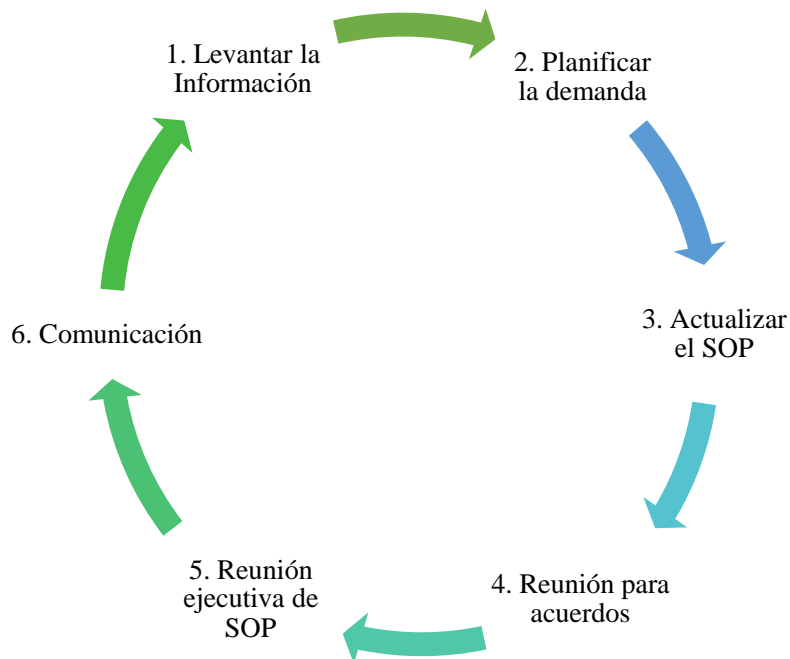 1. Levantar la
Información
2. Planificar
la demanda
3. Actualizar
el SOP
4. Reunión para
acuerdos
5. Reunión
ejecutiva de
SOP
6. Comunicación